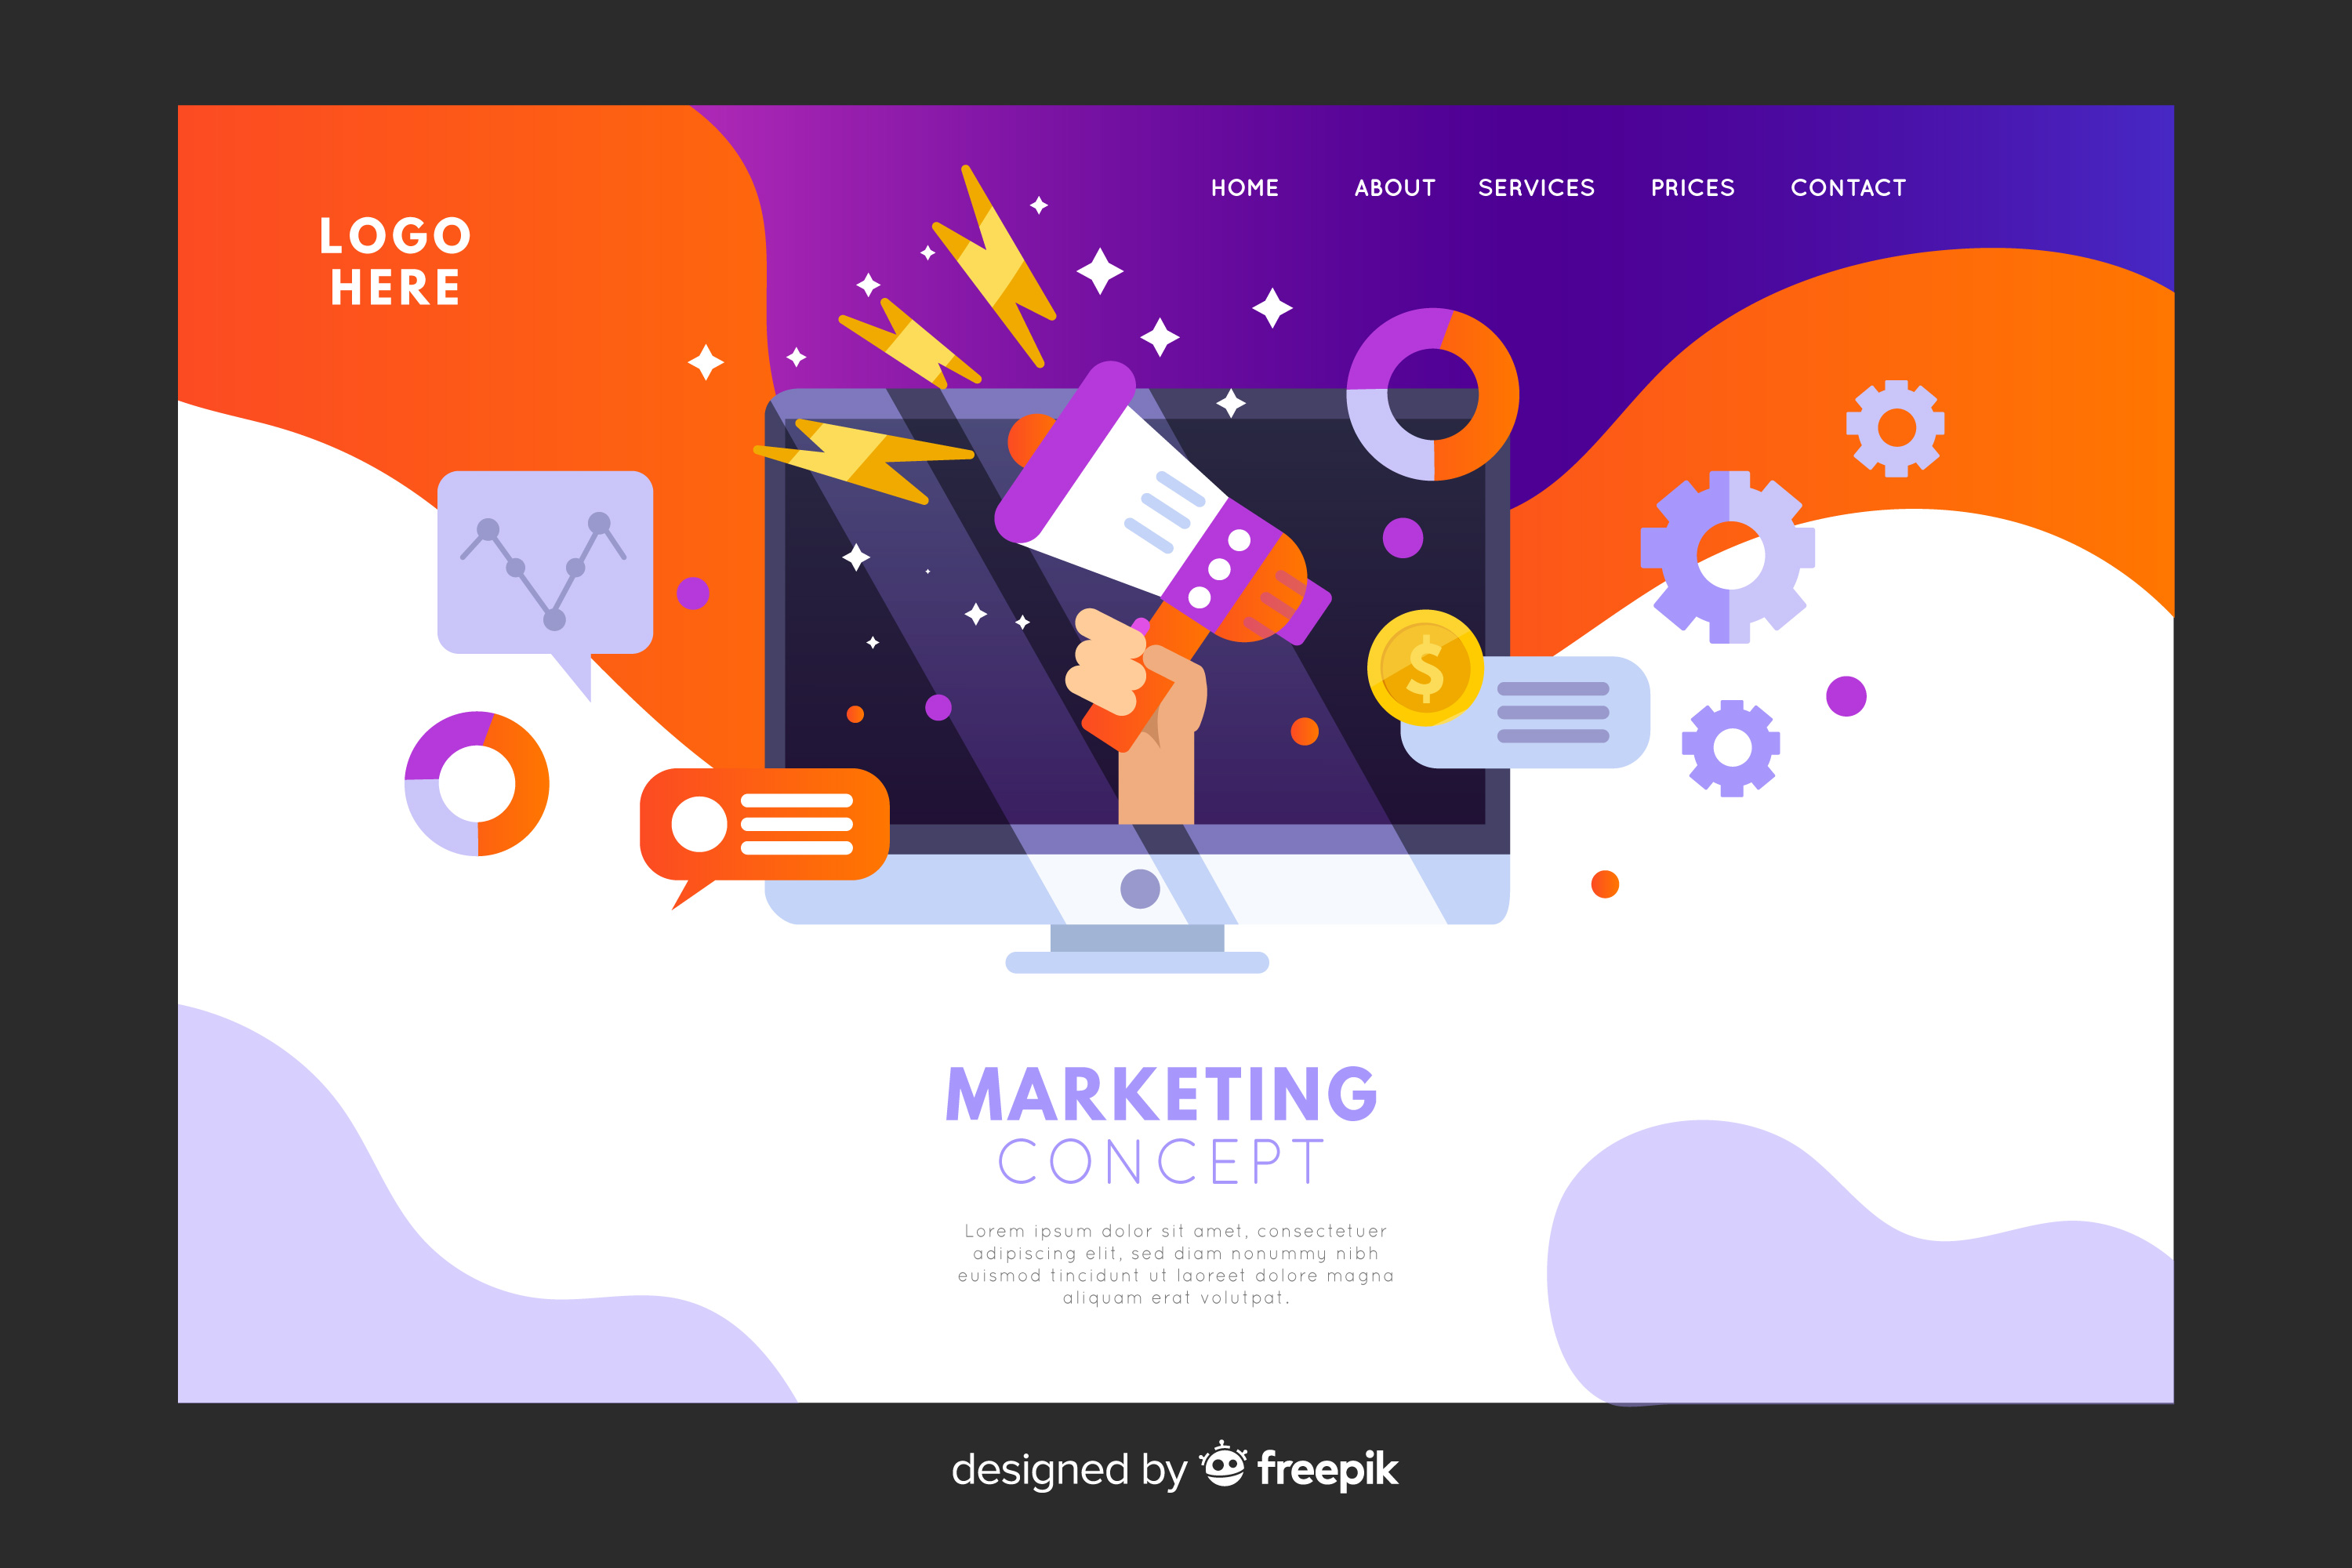 HOME ABOUT SERVICES PRICES CONTACT
LOGO
HERE
$
MARKETING
CONCEPT
Lorem ipsum dolor sit amet, consectetuer
adipiscing elit, sed diam nonummy nibh
euismod tincidunt ut laoreet dolore magna
aliquam erat volutpat.
designed by freepik